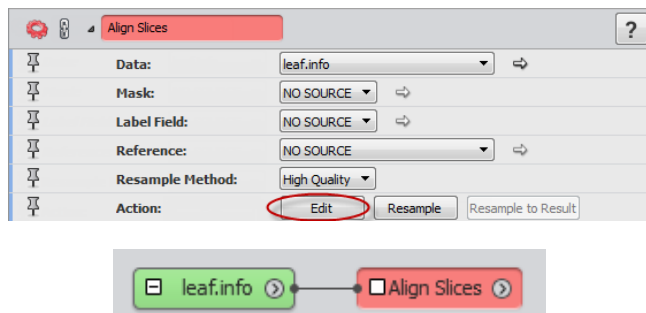 Align Slices
?
Data: leaf.info
Mask: NO SOURCE
Label Field: NO SOURCE
Reference: NO SOURCE
Resample Method: High Quality
Action: Edit Resample Resample to Result
leaf.info Align Slices